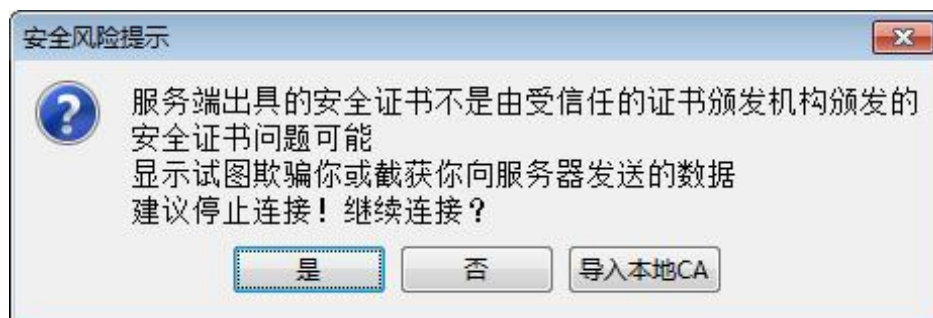 安全风险提示
服务端出具的安全证书不是由受信任的证书颁发机构颁发的
安全证书问题可能
显示试图欺骗你或截获你向服务器发送的数据
建议停止连接！继续连接？
是
否
导入本地CA